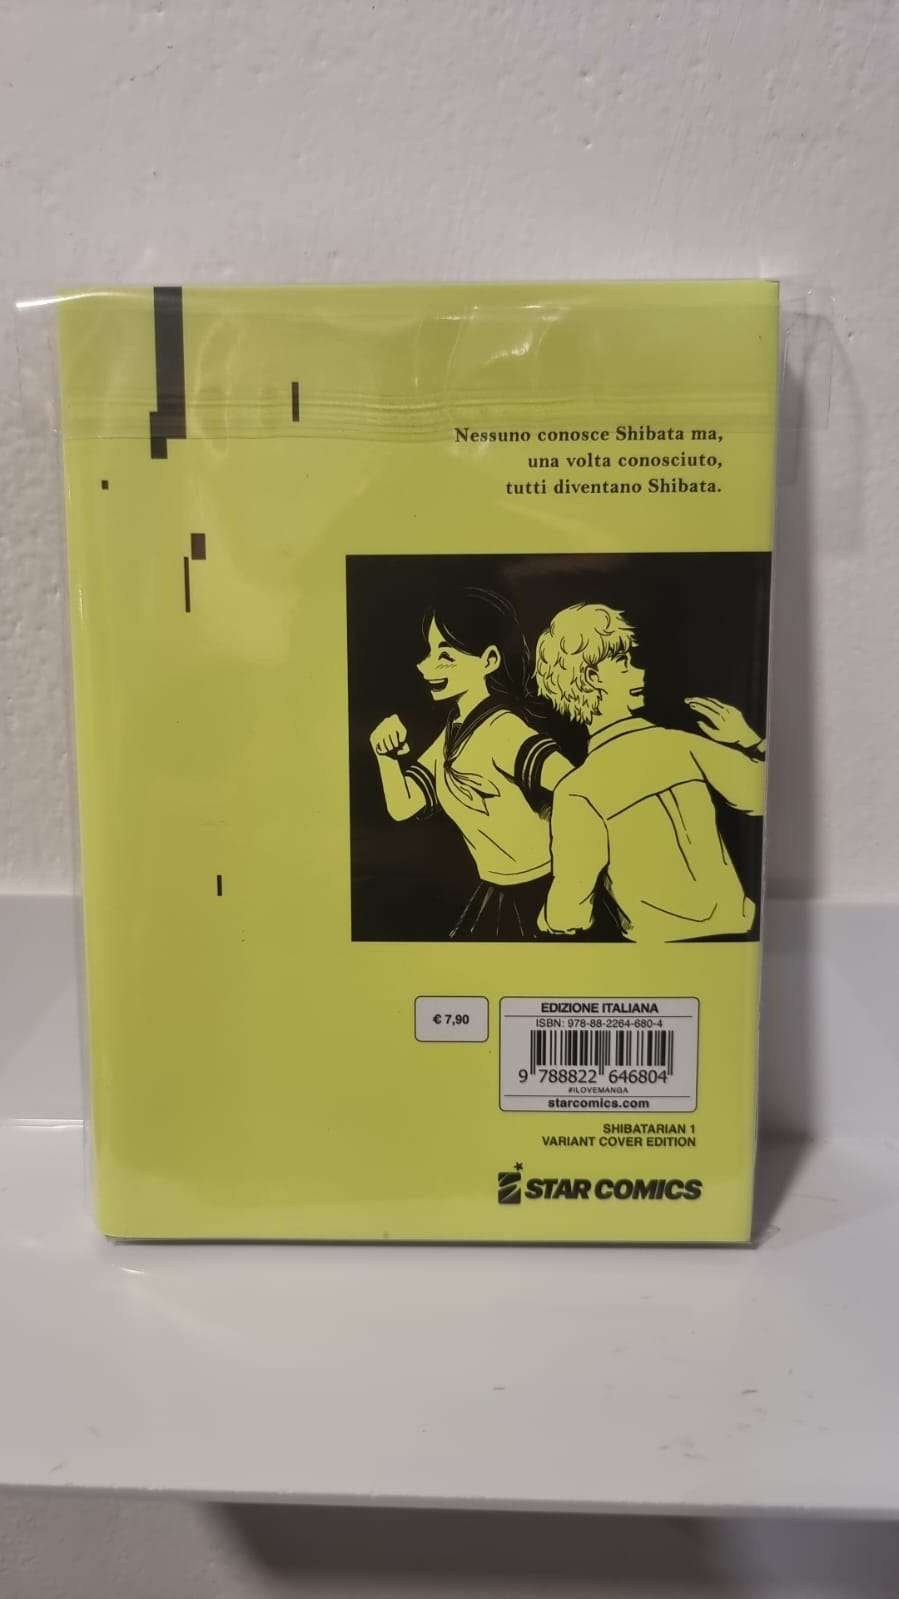 Nessuno conosce Shibata ma,
una volta conosciuto,
tutti diventano Shibata.
€ 7,90
EDIZIONE ITALIANA
ISBN: 978-88-2264-680-4
9 788822 646804
#ILOVEMANGA
starcomics.com
SHIBATARIAN 1
VARIANT COVER EDITION
STAR COMICS